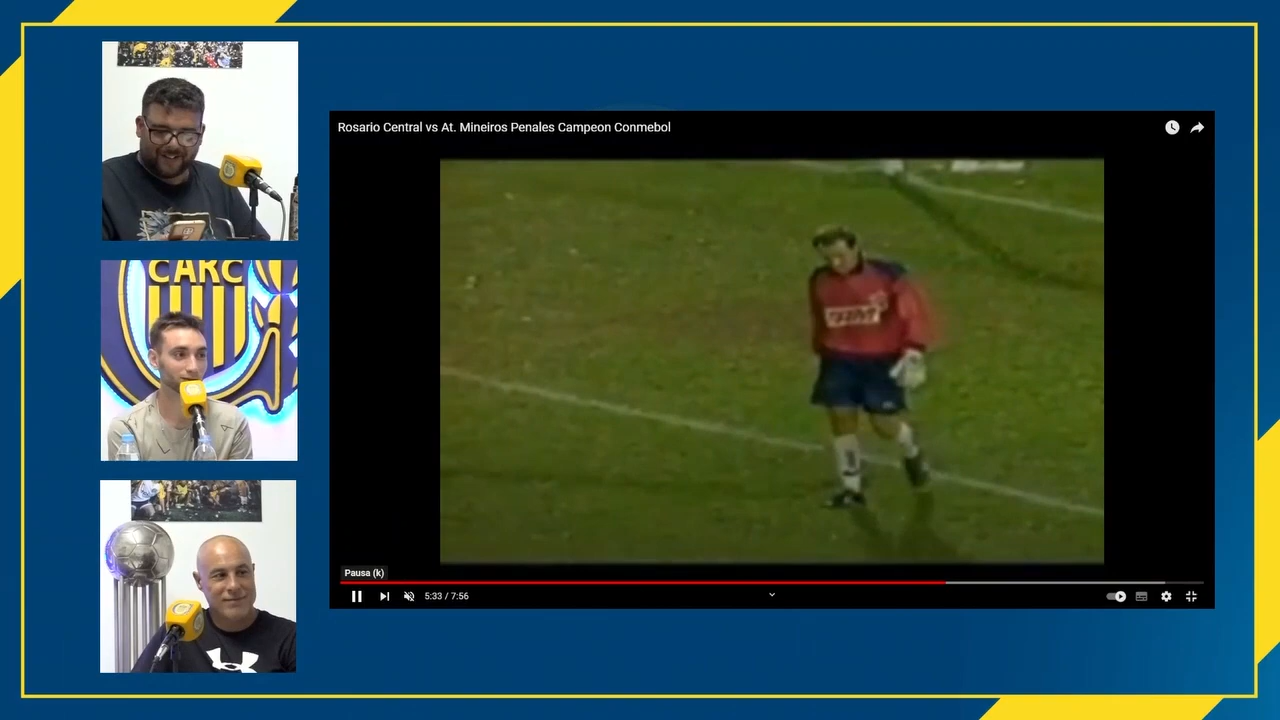 Rosario Central vs At. Mineiros Penales Campeon Conmebol
CARC
Pausa (k)
5:33 / 7:56